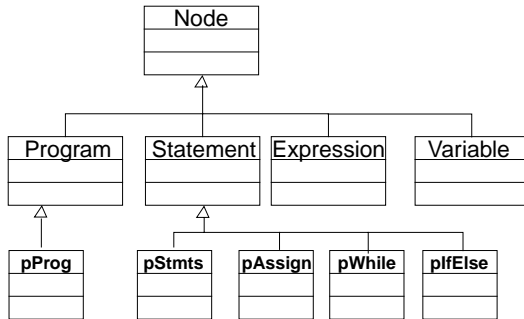 Node
Program Statement Expression Variable
pProg pStmts pAssign pWhile pIfElse